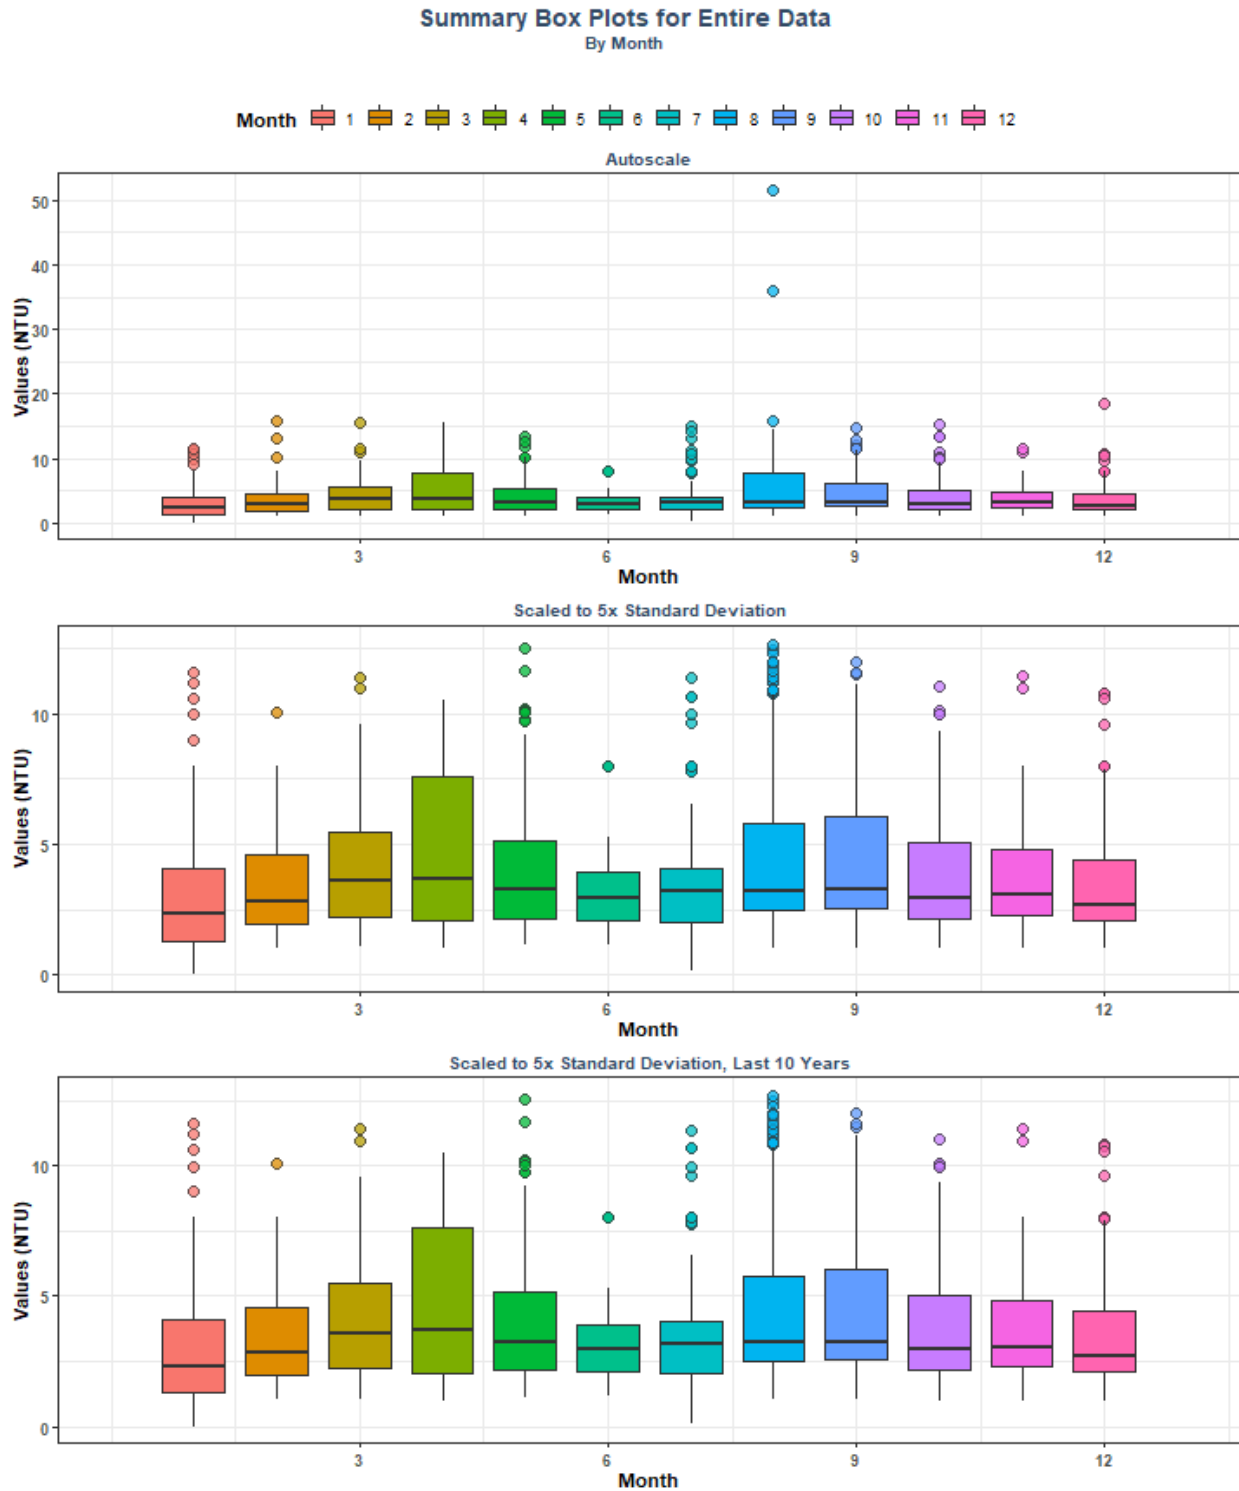 Summary Box Plots for Entire Data
By Month
Month 1 2 3 4 5 6 7 8 9 10 11 12
Autoscale
Values (NTU)
50
40
30
20
10
0
3 6 9 12
Month
Scaled to 5x Standard Deviation
Values (NTU)
10
5
0
3 6 9 12
Month
Scaled to 5x Standard Deviation, Last 10 Years
Values (NTU)
10
5
0
3 6 9 12
Month